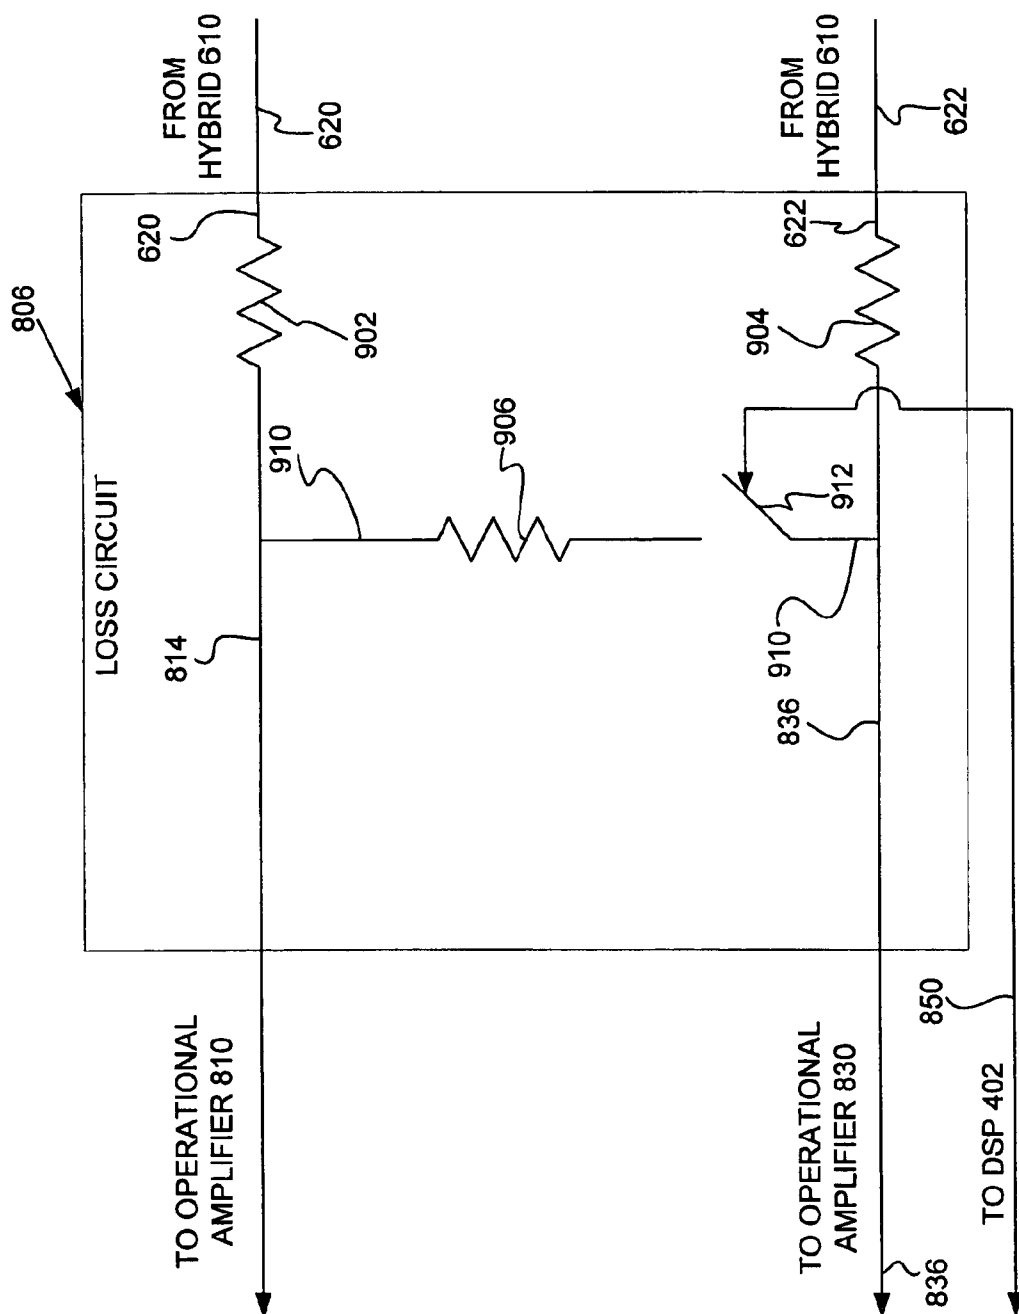 806
LOSS CIRCUIT
TO OPERATIONAL
AMPLIFIER 810
814
620
FROM
HYBRID 610
910
902
620
906
904
TO OPERATIONAL
AMPLIFIER 830
836
910
912
622
FROM
HYBRID 610
836
850
622
TO DSP 402